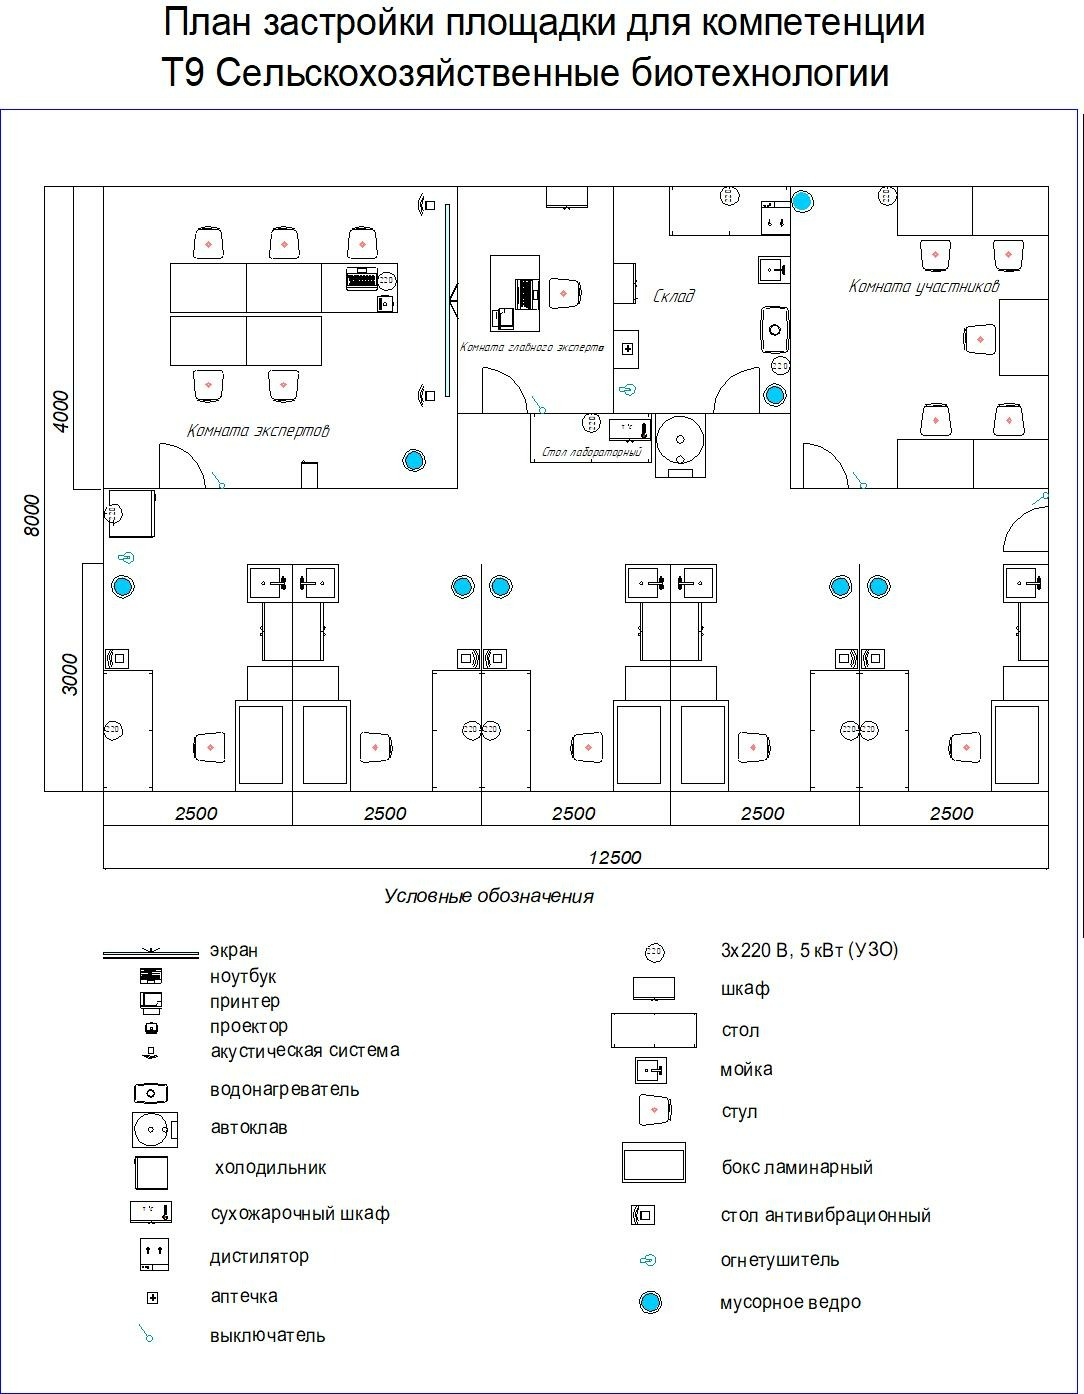 План застройки площадки для компетенции
Т9 Сельскохозяйственные биотехнологии
Комната экспертов
Комната главного эксперта
Склад
Комната участников
Стол лабораторный
4000
8000
3000
2500
2500
2500
2500
2500
12500
Условные обозначения
экран
ноутбук
принтер
проектор
акустическая система
водонагреватель
автоклав
холодильник
сухожарочный шкаф
дистилятор
аптечка
выключатель
3х220 В, 5 кВт (УЗО)
шкаф
стол
мойка
стул
бокс ламинарный
стол антивибрационный
огнетушитель
мусорное ведро